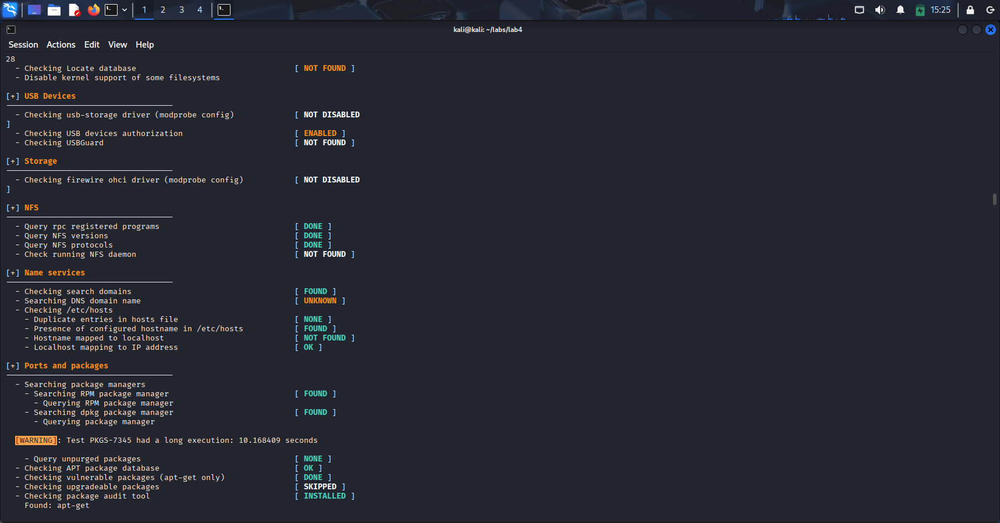 1 2 3 4 15:25
kali@kali: ~/labs/lab4
Session Actions Edit View Help
28
- Checking Locate database [ NOT FOUND ]
- Disable kernel support of some filesystems
[+] USB Devices
------------------------------------
- Checking usb-storage driver (modprobe config) [ NOT DISABLED
]
- Checking USB devices authorization [ ENABLED ]
- Checking USBGuard [ NOT FOUND ]
[+] Storage
------------------------------------
- Checking firewire ohci driver (modprobe config) [ NOT DISABLED
]
[+] NFS
------------------------------------
- Query rpc registered programs [ DONE ]
- Query NFS versions [ DONE ]
- Query NFS protocols [ DONE ]
- Check running NFS daemon [ NOT FOUND ]
[+] Name services
------------------------------------
- Checking search domains [ FOUND ]
- Searching DNS domain name [ UNKNOWN ]
- Checking /etc/hosts
- Duplicate entries in hosts file [ NONE ]
- Presence of configured hostname in /etc/hosts [ FOUND ]
- Hostname mapped to localhost [ NOT FOUND ]
- Localhost mapping to IP address [ OK ]
[+] Ports and packages
------------------------------------
- Searching package managers
- Searching RPM package manager [ FOUND ]
- Querying RPM package manager
- Searching dpkg package manager [ FOUND ]
- Querying package manager
[WARNING]: Test PKGS-7345 had a long execution: 10.168409 seconds
- Query unpurged packages [ NONE ]
- Checking APT package database [ OK ]
- Checking vulnerable packages (apt-get only) [ DONE ]
- Checking upgradeable packages [ SKIPPED ]
- Checking package audit tool [ INSTALLED ]
Found: apt-get